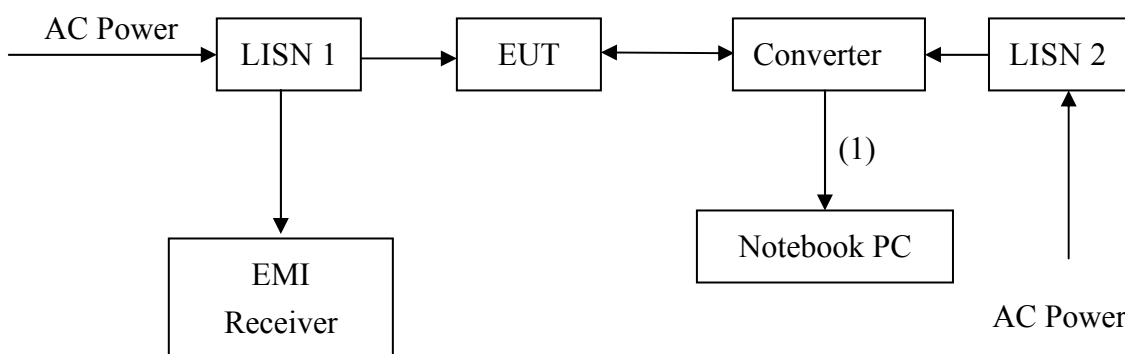 AC Power
LISN 1
EUT
Converter
LISN 2
(1)
Notebook PC
EMI
Receiver
AC Power